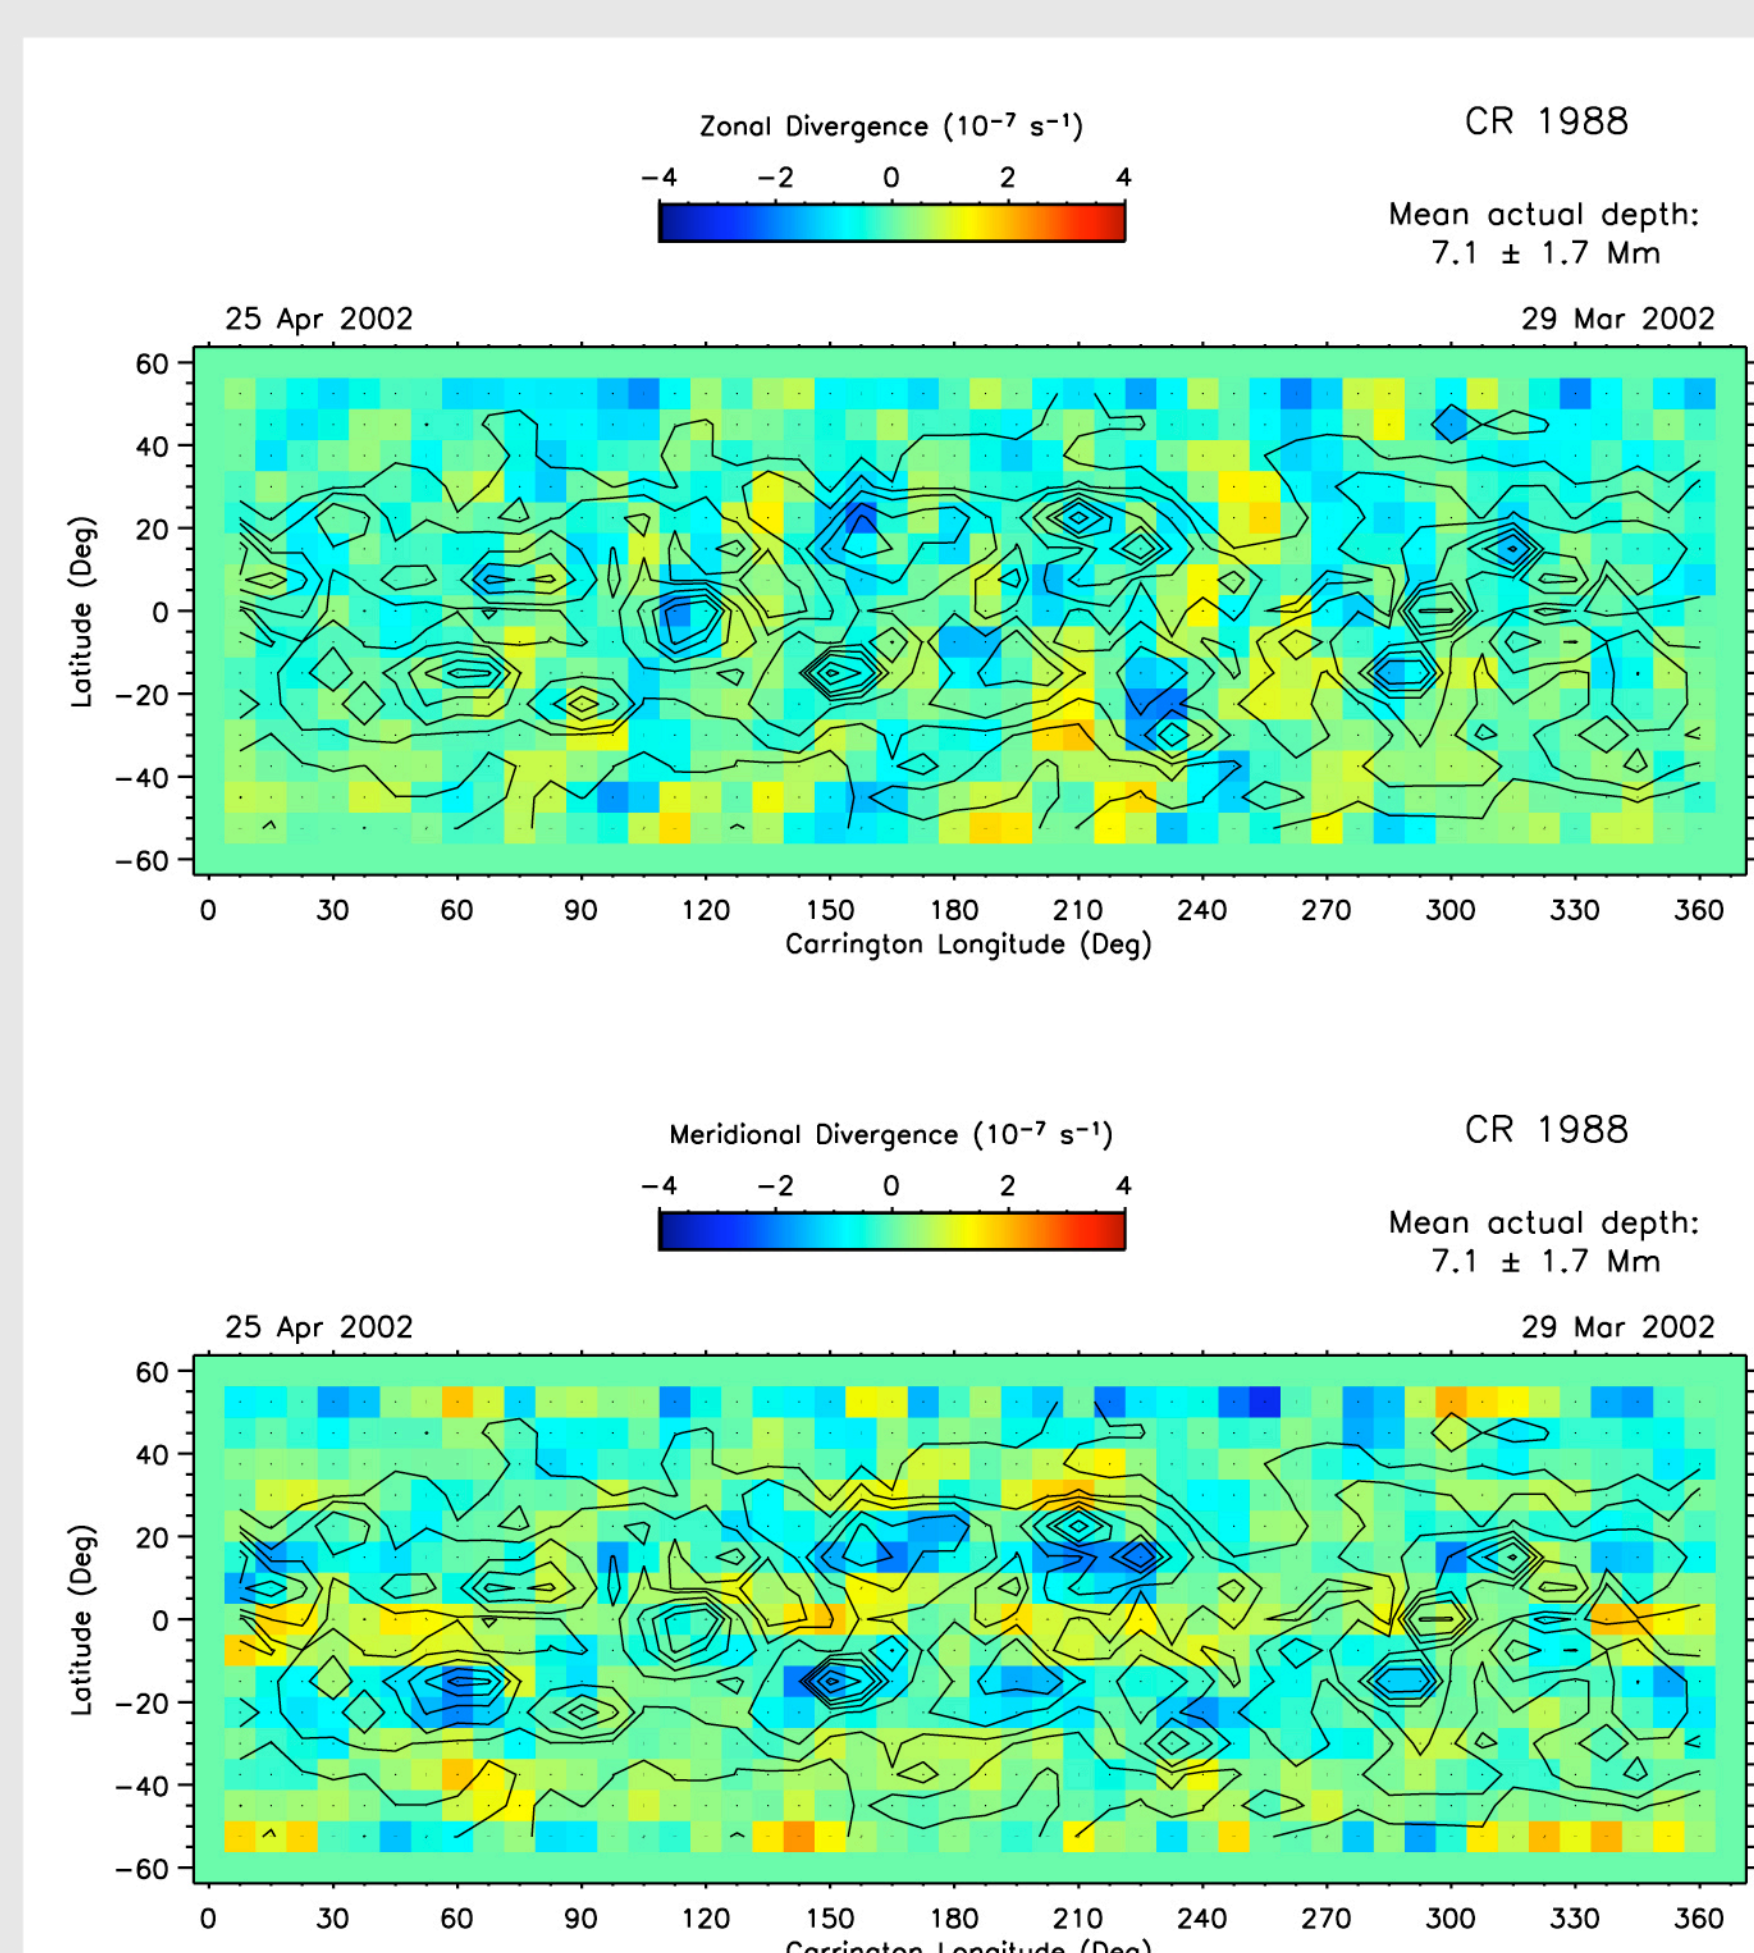 Zonal Divergence (10⁻⁷ s⁻¹)
CR 1988
−4 −2 0 2 4
Mean actual depth:
7.1 ± 1.7 Mm
25 Apr 2002
29 Mar 2002
60
40
20
0
−20
−40
−60
Latitude (Deg)
0 30 60 90 120 150 180 210 240 270 300 330 360
Carrington Longitude (Deg)
Meridional Divergence (10⁻⁷ s⁻¹)
CR 1988
−4 −2 0 2 4
Mean actual depth:
7.1 ± 1.7 Mm
25 Apr 2002
29 Mar 2002
60
40
20
0
−20
−40
−60
Latitude (Deg)
0 30 60 90 120 150 180 210 240 270 300 330 360
Carrington Longitude (Deg)